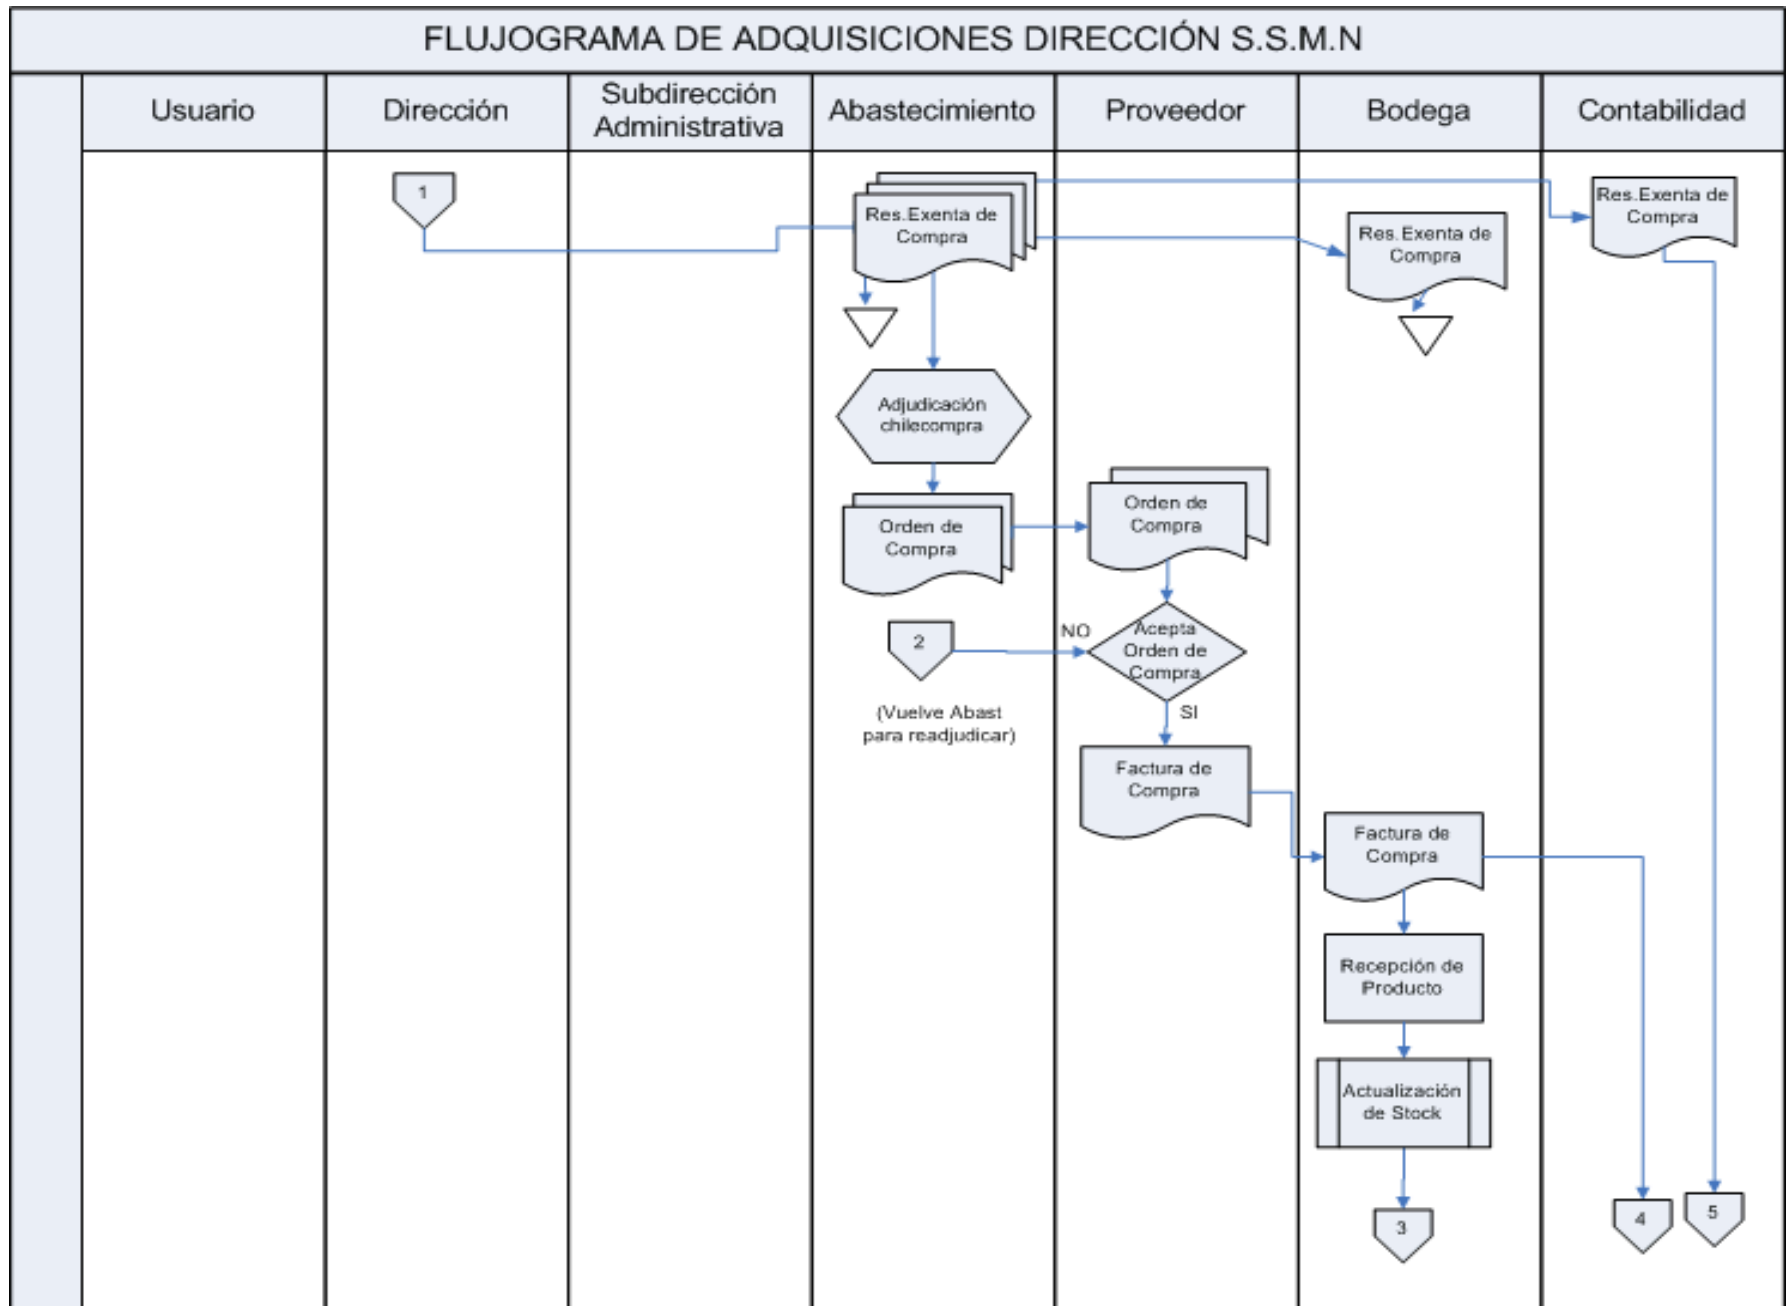 FLUJOGRAMA DE ADQUISICIONES DIRECCIÓN S.S.M.N
Usuario
Dirección
Subdirección
Administrativa
Abastecimiento
Proveedor
Bodega
Contabilidad
1
Res.Exenta de
Compra
Res.Exenta de
Compra
Res.Exenta de
Compra
Adjudicación
chilecompra
Orden de
Compra
Orden de
Compra
2
NO
Acepta
Orden de
Compra
(Vuelve Abast
para readjudicar)
SI
Factura de
Compra
Factura de
Compra
Recepción de
Producto
Actualización
de Stock
3
4
5